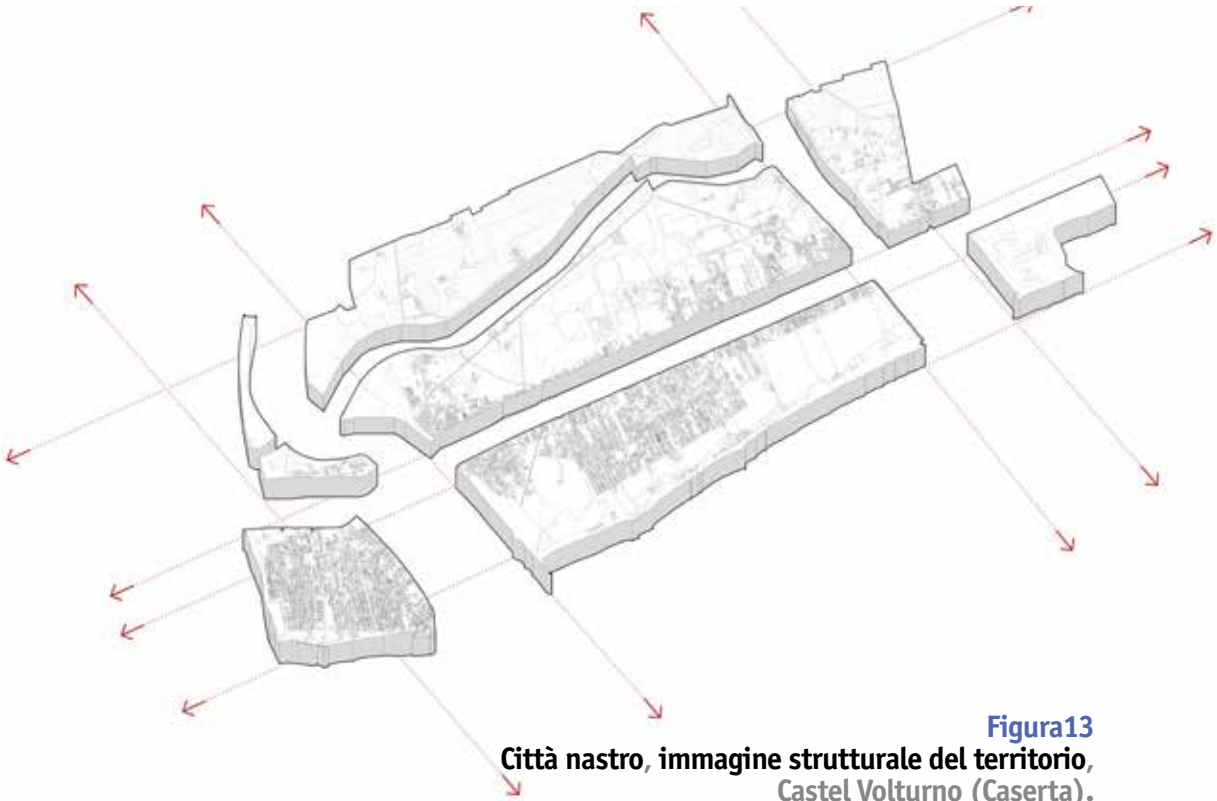 Figura13
Città nastro, immagine strutturale del territorio,
Castel Volturno (Caserta).